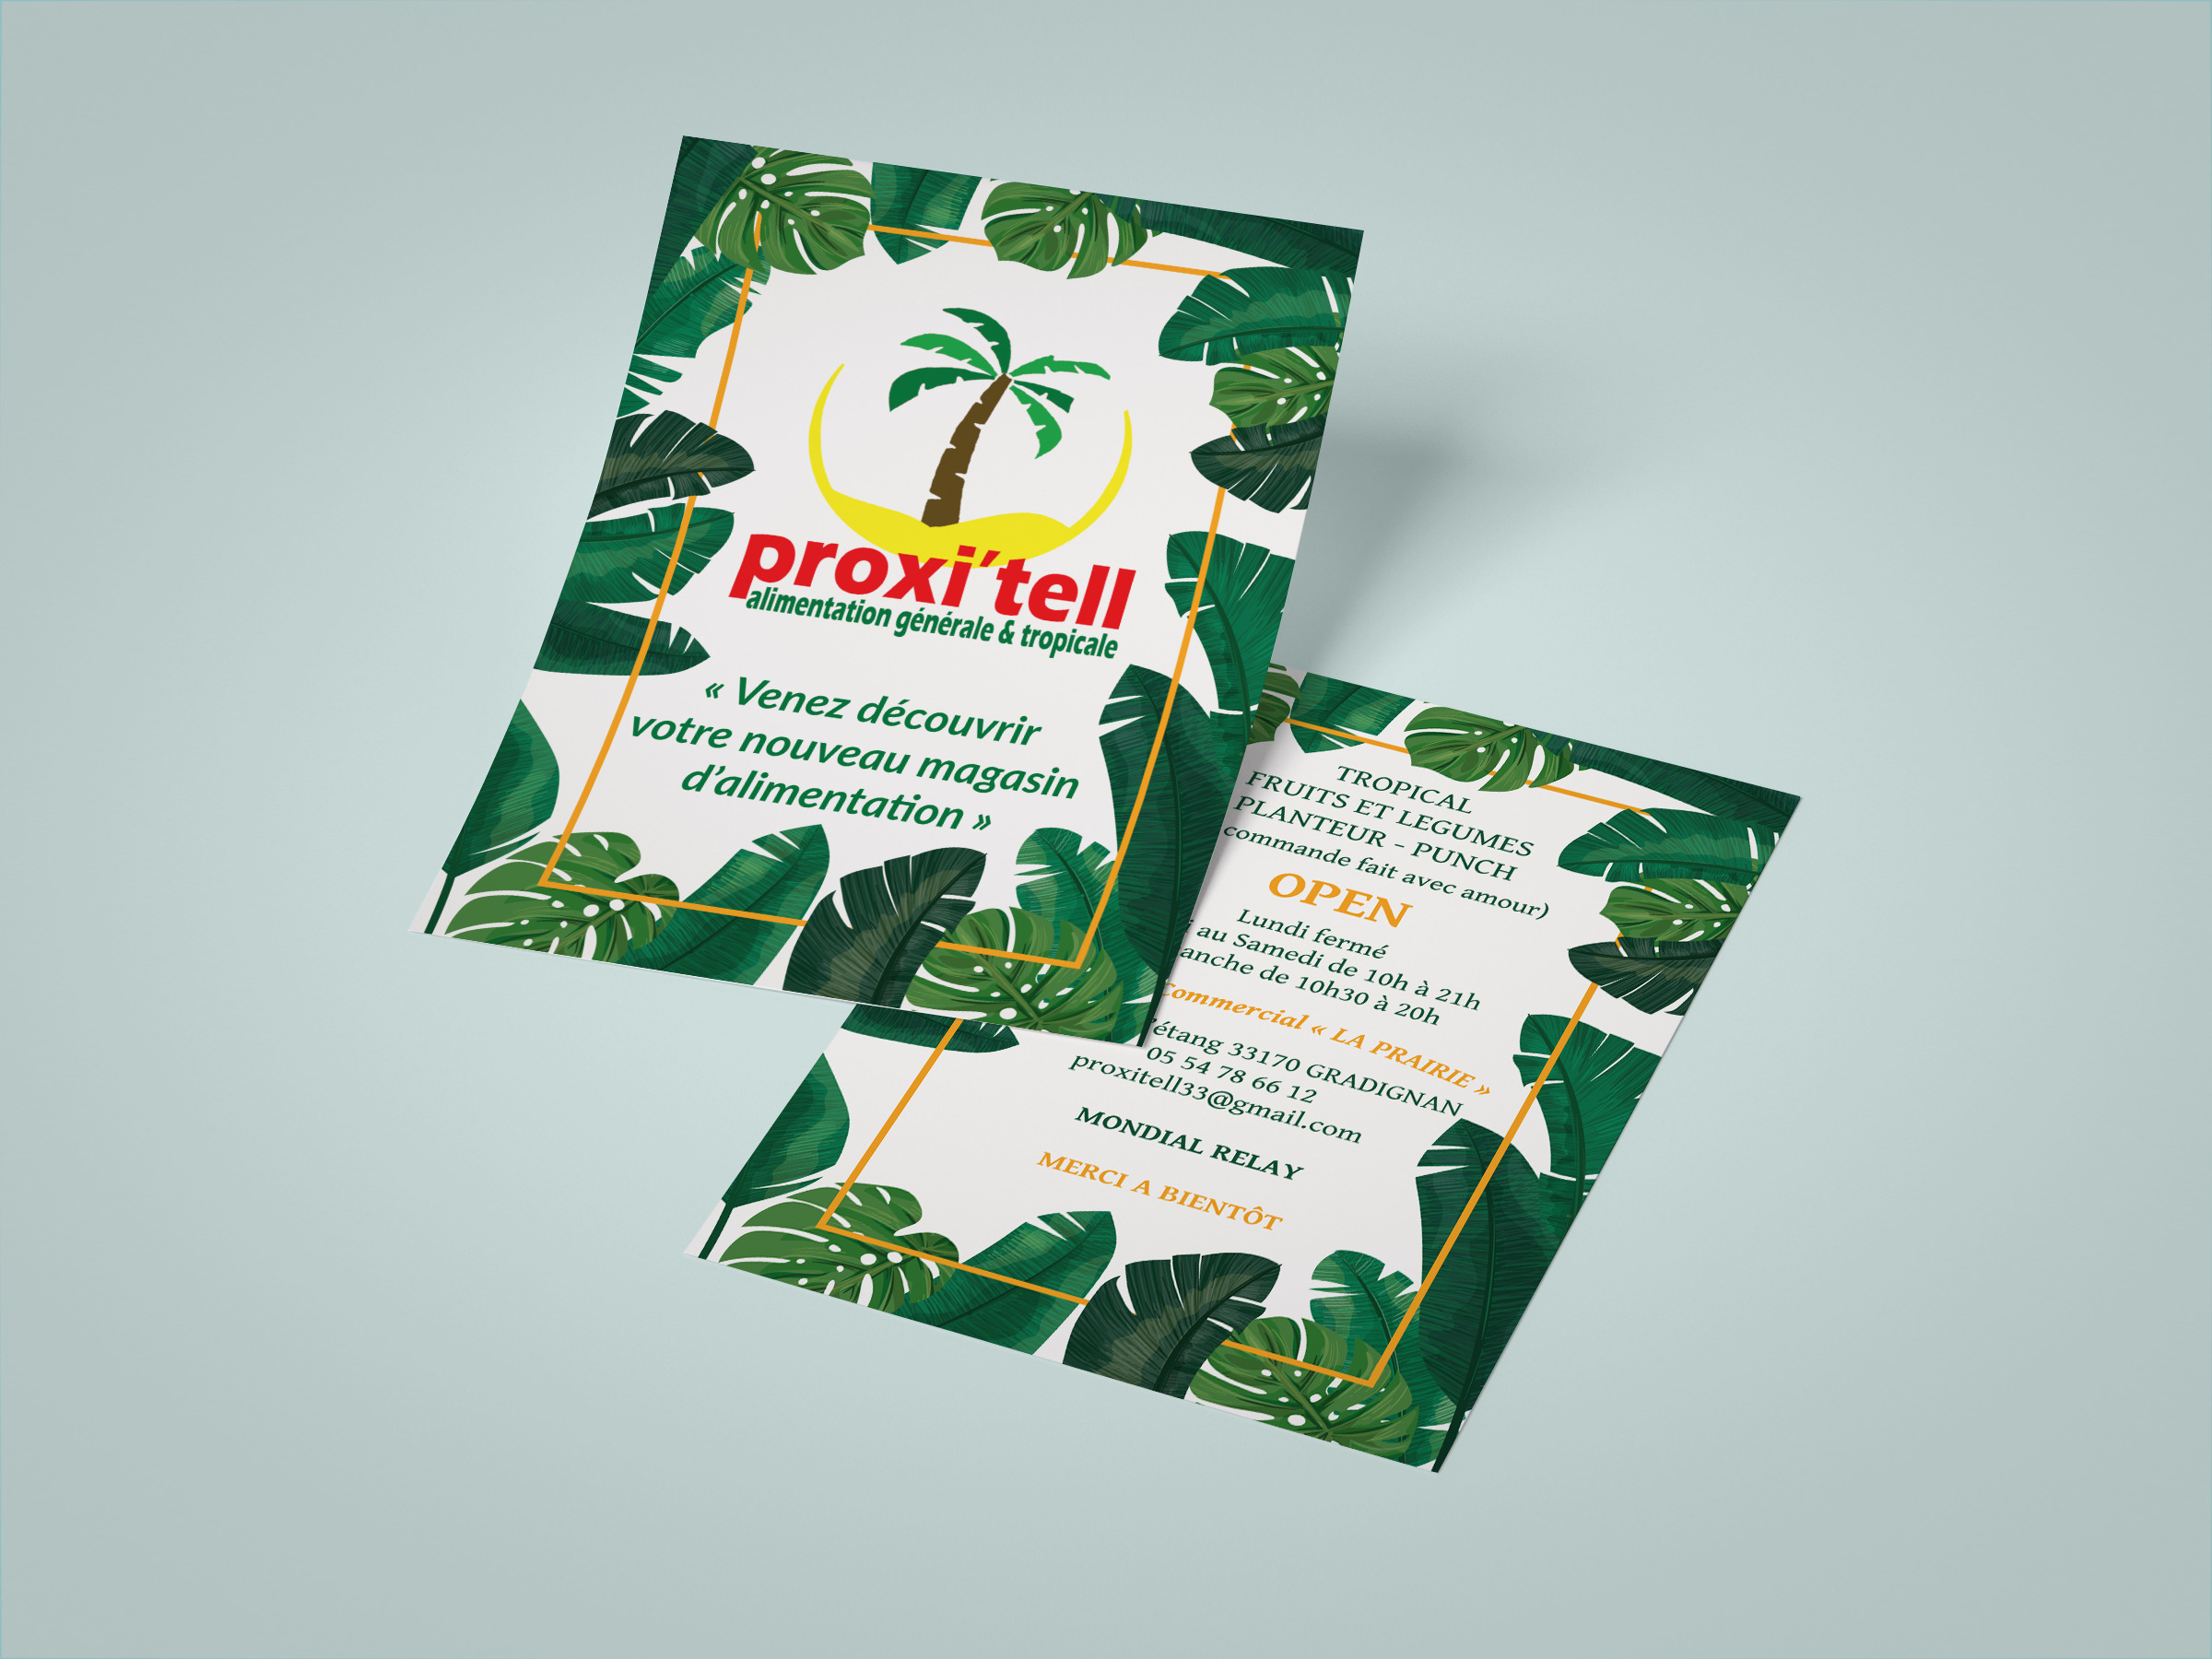 proxi'tell
alimentation générale & tropicale
« Venez découvrir
votre nouveau magasin
d'alimentation »
TROPICAL
FRUITS ET LEGUMES
PLANTEUR - PUNCH
commande fait avec amour)
OPEN
Lundi fermé
au Samedi de 10h à 21h
de 10h30 à 20h
Commercial « LA PRAIRIE »
33170 GRADIGNAN
05 54 78 66 12
proxitell33@gmail.com
MONDIAL RELAY
MERCI A BIENTÔT